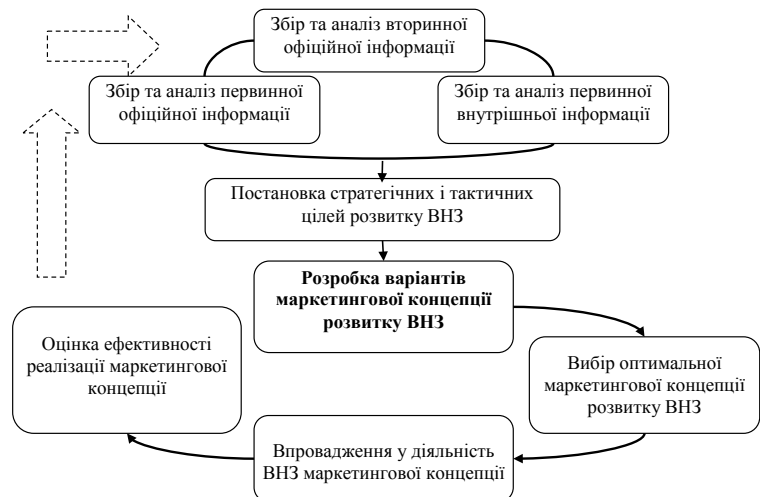 Збір та аналіз вторинної
офіційної інформації
Збір та аналіз первинної
офіційної інформації
Збір та аналіз первинної
внутрішньої інформації
Постановка стратегічних і тактичних
цілей розвитку ВНЗ
Розробка варіантів
маркетингової концепції
розвитку ВНЗ
Вибір оптимальної
маркетингової концепції
розвитку ВНЗ
Впровадження у діяльність
ВНЗ маркетингової концепції
Оцінка ефективності
реалізації маркетингової
концепції